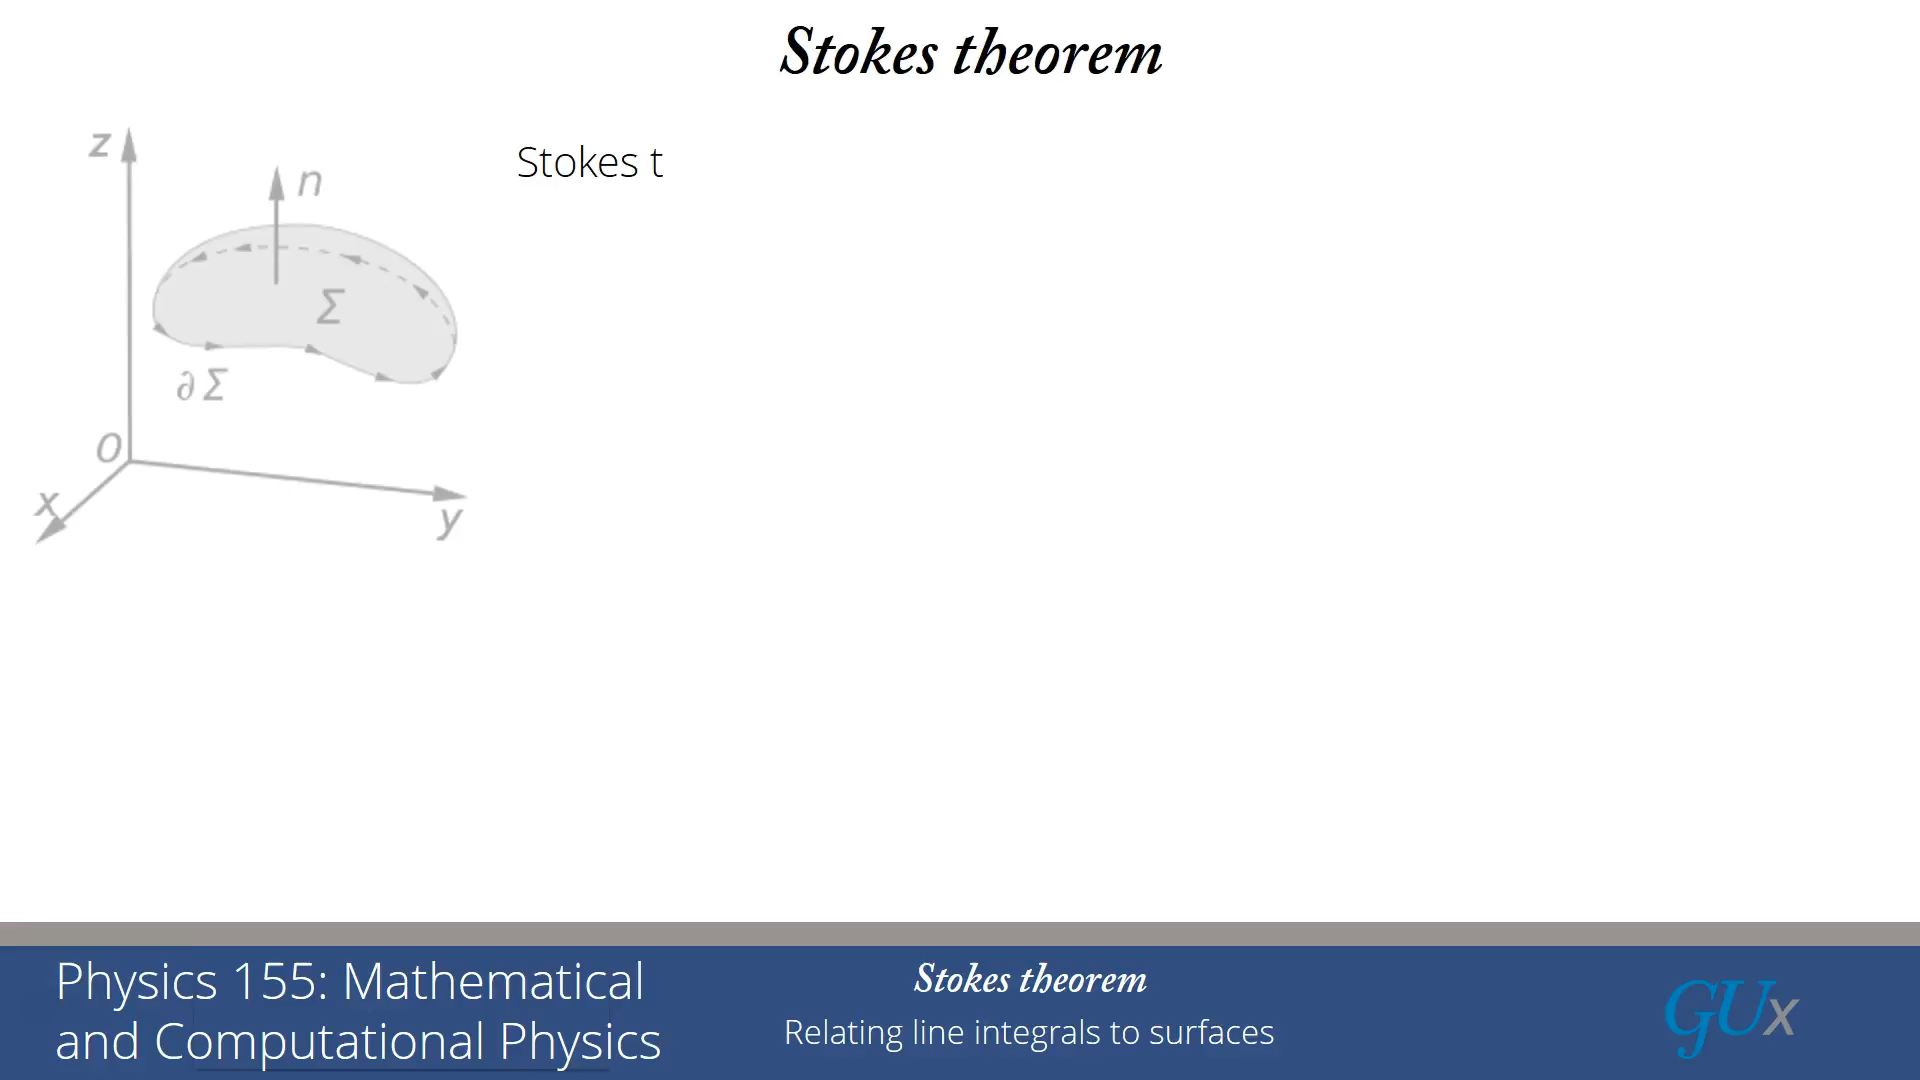 Stokes theorem
z
n
Stokes t
Σ
∂Σ
O
x
y
Physics 155: Mathematical
and Computational Physics
Stokes theorem
Relating line integrals to surfaces
GUx